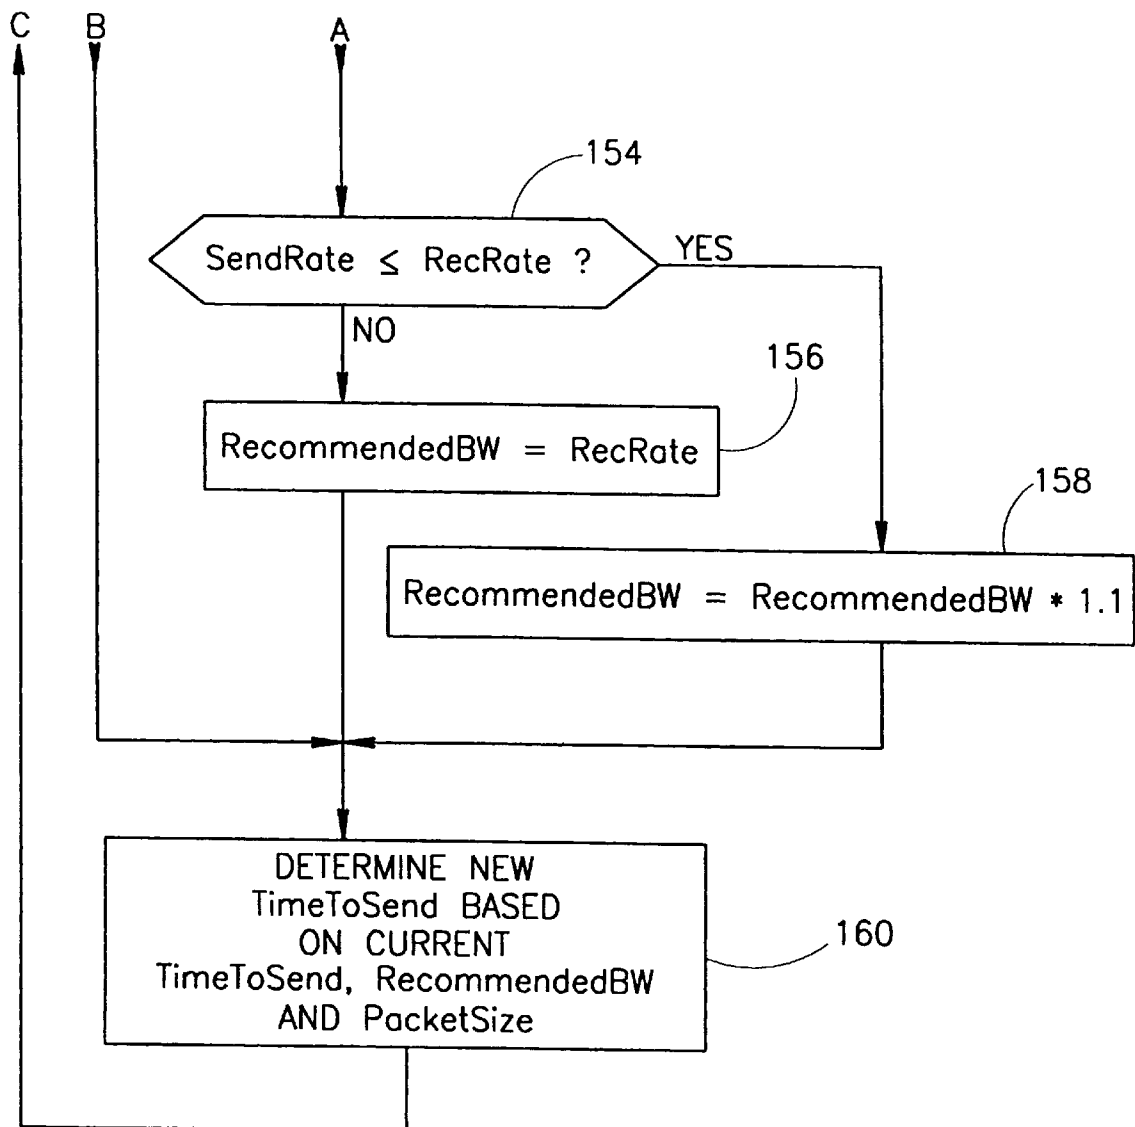 C B A
154
SendRate ≤ RecRate ?
YES
NO
156
RecommendedBW = RecRate
158
RecommendedBW = RecommendedBW * 1.1
DETERMINE NEW
TimeToSend BASED
ON CURRENT
TimeToSend, RecommendedBW
AND PacketSize
160